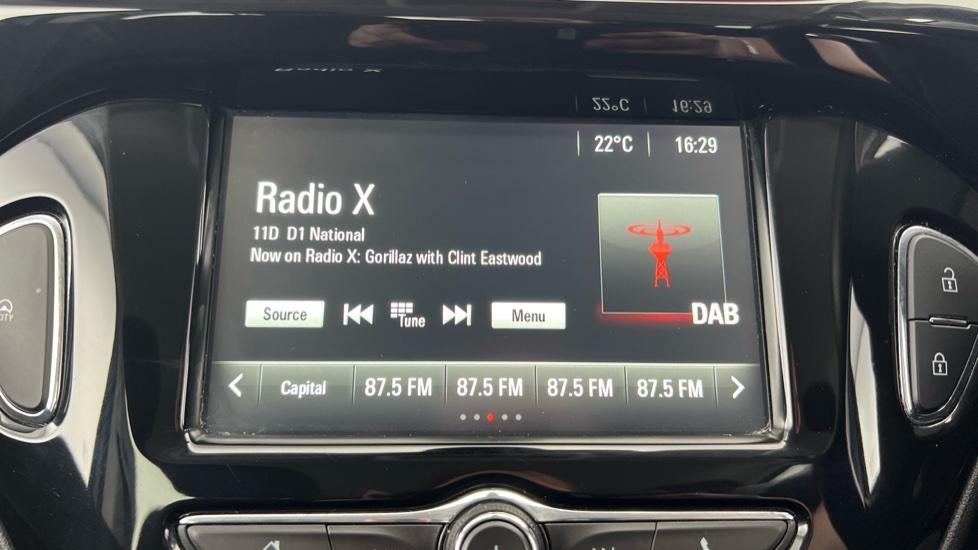 22°C 16:29
Radio X
11D D1 National
Now on Radio X: Gorillaz with Clint Eastwood
Source Tune Menu
DAB
Capital 87.5 FM 87.5 FM 87.5 FM 87.5 FM
CITY